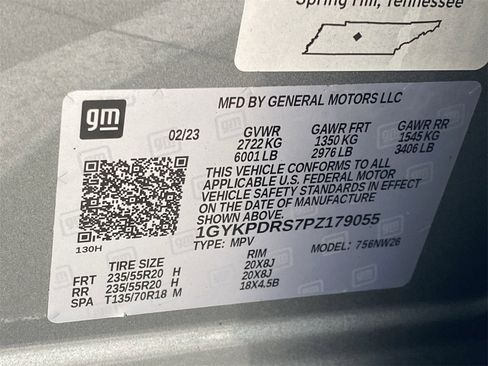 Spring Hill, Tennessee
gm
MFD BY GENERAL MOTORS LLC
02/23 GVWR GAWR FRT GAWR RR
2722 KG 1350 KG 1545 KG
6001 LB 2976 LB 3406 LB
THIS VEHICLE CONFORMS TO ALL
APPLICABLE U.S. FEDERAL MOTOR
VEHICLE SAFETY STANDARDS IN EFFECT
ON THE DATE OF MANUFACTURE
SHOWN ABOVE.
1GYKPDRS7PZ179055
130H TYPE: MPV MODEL: 756NW26
TIRE SIZE RIM
FRT 235/55R20 H 20X8J
RR 235/55R20 H 20X8J
SPA T135/70R18 M 18X4.5B